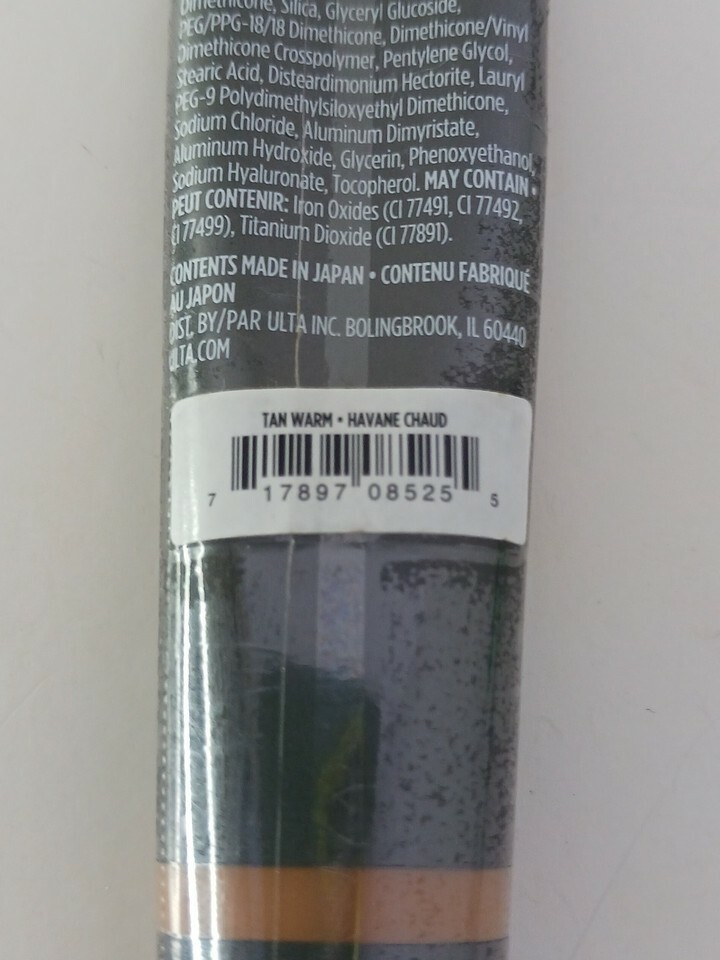 Dimethicone, Silica, Glyceryl Glucoside,
PEG/PPG-18/18 Dimethicone, Dimethicone/Vinyl
Dimethicone Crosspolymer, Pentylene Glycol,
Stearic Acid, Disteardimonium Hectorite, Lauryl
PEG-9 Polydimethylsiloxyethyl Dimethicone,
Sodium Chloride, Aluminum Dimyristate,
Aluminum Hydroxide, Glycerin, Phenoxyethanol,
Sodium Hyaluronate, Tocopherol. MAY CONTAIN •
PEUT CONTENIR: Iron Oxides (CI 77491, CI 77492,
CI 77499), Titanium Dioxide (CI 77891).
CONTENTS MADE IN JAPAN • CONTENU FABRIQUÉ
AU JAPON
DIST. BY/PAR ULTA INC. BOLINGBROOK, IL 60440
ULTA.COM
TAN WARM • HAVANE CHAUD
7 17897 08525 5